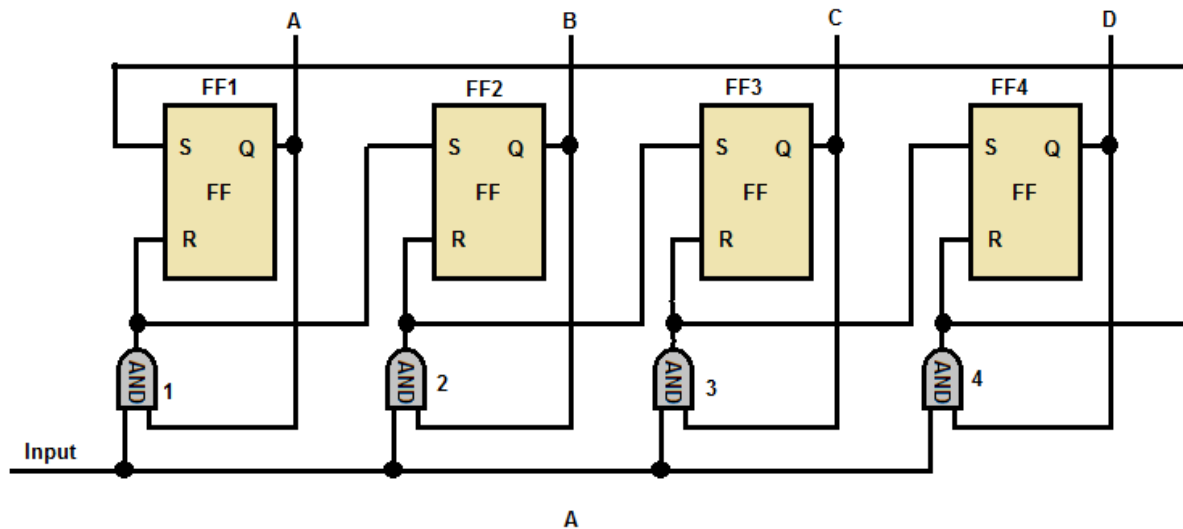 A B C D
FF1 FF2 FF3 FF4
S Q S Q S Q S Q
FF FF FF FF
R R R R
AND 1 AND 2 AND 3 AND 4
Input
A